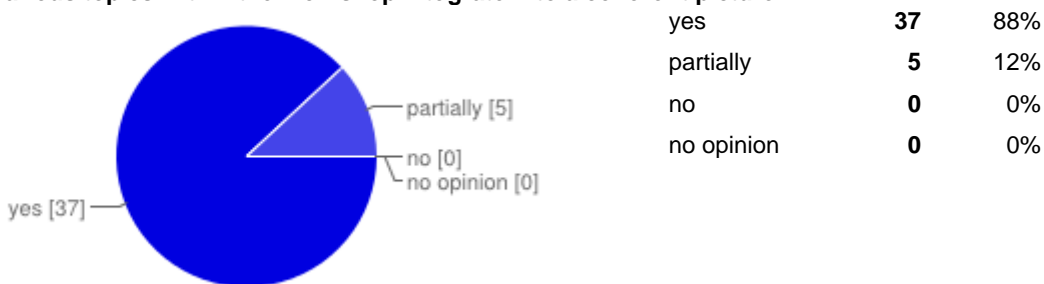 yes 37 88%
partially 5 12%
partially [5]
no 0 0%
no [0]
no opinion 0 0%
no opinion [0]
yes [37]